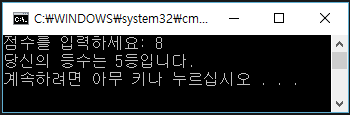 C:₩WINDOWS₩system32₩cm...
점수를 입력하세요: 8
당신의 등수는 5등입니다.
계속하려면 아무 키나 누르십시오 . . .